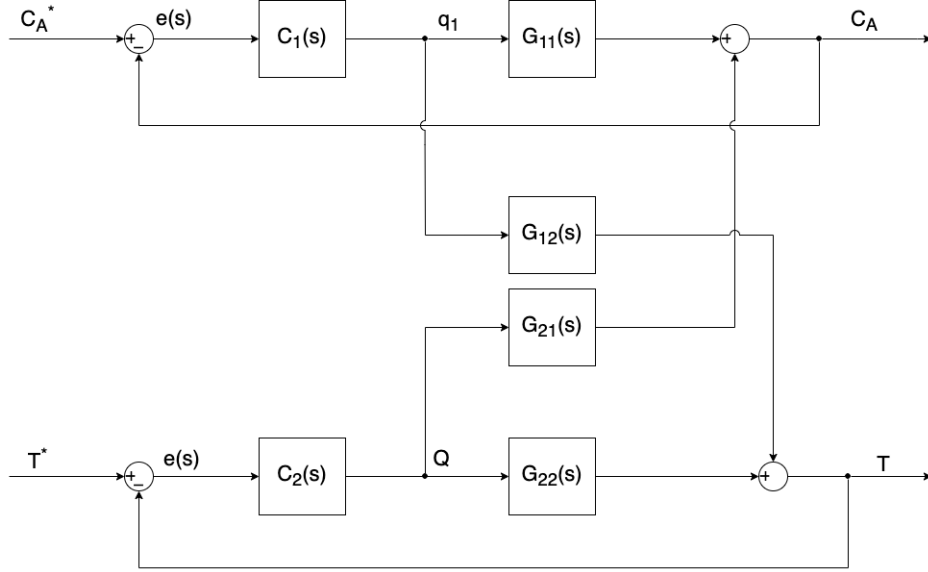 C_A^* e(s) C_1(s) q_1 G_11(s) C_A
+ − +
G_12(s)
G_21(s)
T^* e(s) C_2(s) Q G_22(s) T
+ − +